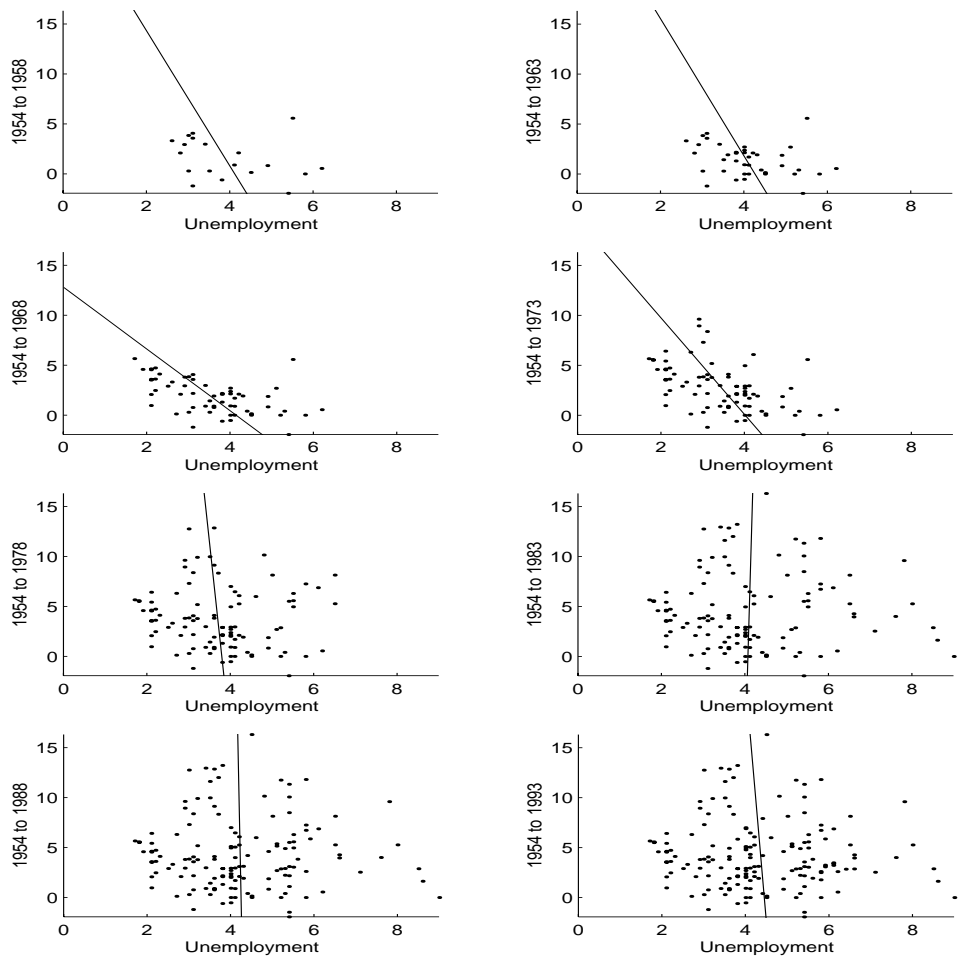 15
10
5
0
1954 to 1958
0 2 4 6 8
Unemployment
15
10
5
0
1954 to 1963
0 2 4 6 8
Unemployment
15
10
5
0
1954 to 1968
0 2 4 6 8
Unemployment
15
10
5
0
1954 to 1973
0 2 4 6 8
Unemployment
15
10
5
0
1954 to 1978
0 2 4 6 8
Unemployment
15
10
5
0
1954 to 1983
0 2 4 6 8
Unemployment
15
10
5
0
1954 to 1988
0 2 4 6 8
Unemployment
15
10
5
0
1954 to 1993
0 2 4 6 8
Unemployment